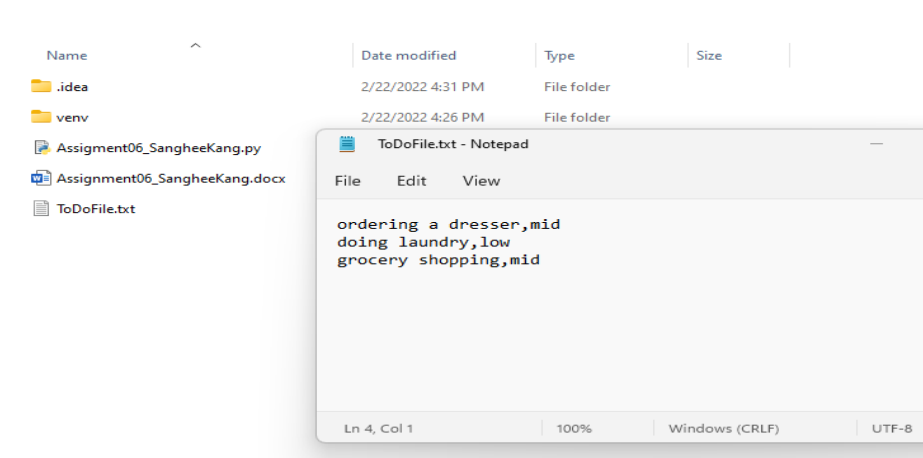 Name Date modified Type Size
.idea 2/22/2022 4:31 PM File folder
venv 2/22/2022 4:26 PM File folder
Assigment06_SangheeKang.py
Assignment06_SangheeKang.docx
ToDoFile.txt
ToDoFile.txt - Notepad
File Edit View
ordering a dresser,mid
doing laundry,low
grocery shopping,mid
Ln 4, Col 1 100% Windows (CRLF) UTF-8